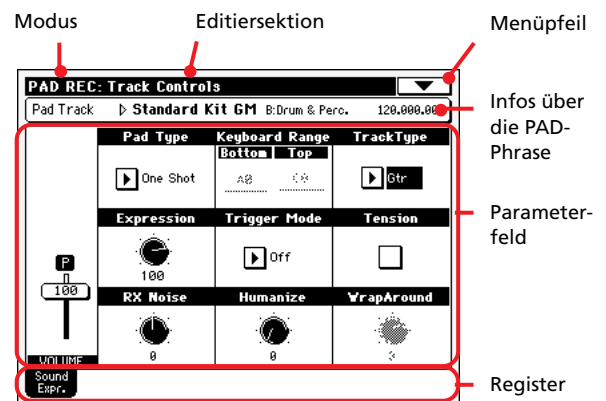 Modus
Editiersektion
Menüpfeil
PAD REC: Track Controls
Pad Track
Standard Kit GM B:Drum & Perc.
120.000.00
Infos über
die PAD-
Phrase
Pad Type
Keyboard Range
TrackType
Bottom Top
One Shot
Gtr
Expression
Trigger Mode
Tension
100
Off
Parameter-
feld
P
100
RX Noise
Humanize
WrapAround
0
0
VOLUME
Sound
Expr.
Register